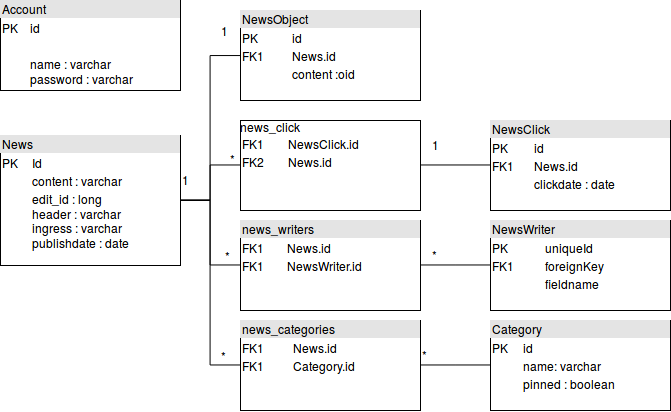 Account
PK id
name : varchar
password : varchar
News
PK Id
content : varchar
edit_id : long
header : varchar
ingress : varchar
publishdate : date
1
1
*
*
*
NewsObject
PK id
FK1 News.id
content :oid
news_click
FK1 NewsClick.id
FK2 News.id
1
NewsClick
PK id
FK1 News.id
clickdate : date
news_writers
FK1 News.id
FK1 NewsWriter.id
*
NewsWriter
PK uniqueId
FK1 foreignKey
fieldname
news_categories
FK1 News.id
FK1 Category.id
*
Category
PK id
name: varchar
pinned : boolean